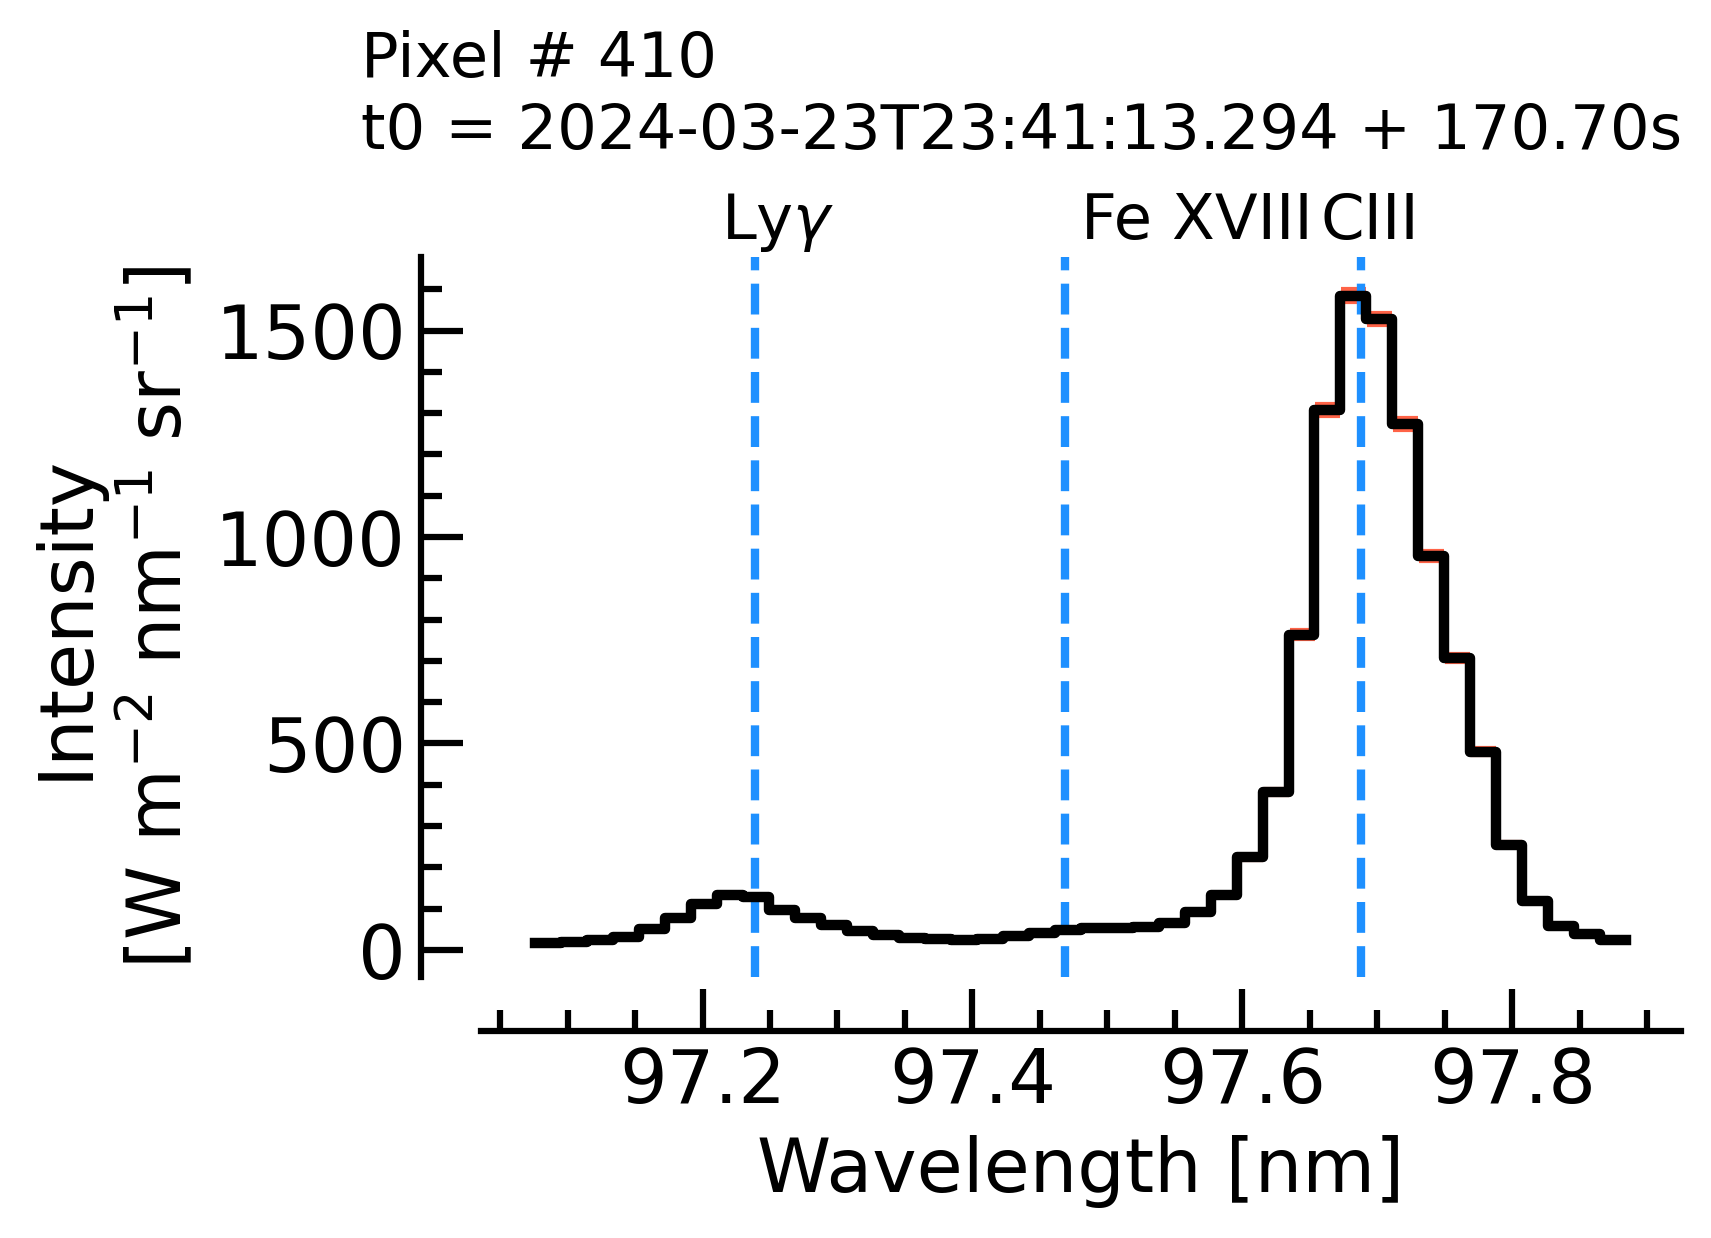 Pixel # 410
t0 = 2024-03-23T23:41:13.294 + 170.70s
Lyγ Fe XVIII CIII
Intensity
[W m⁻² nm⁻¹ sr⁻¹]
1500
1000
500
0
97.2 97.4 97.6 97.8
Wavelength [nm]